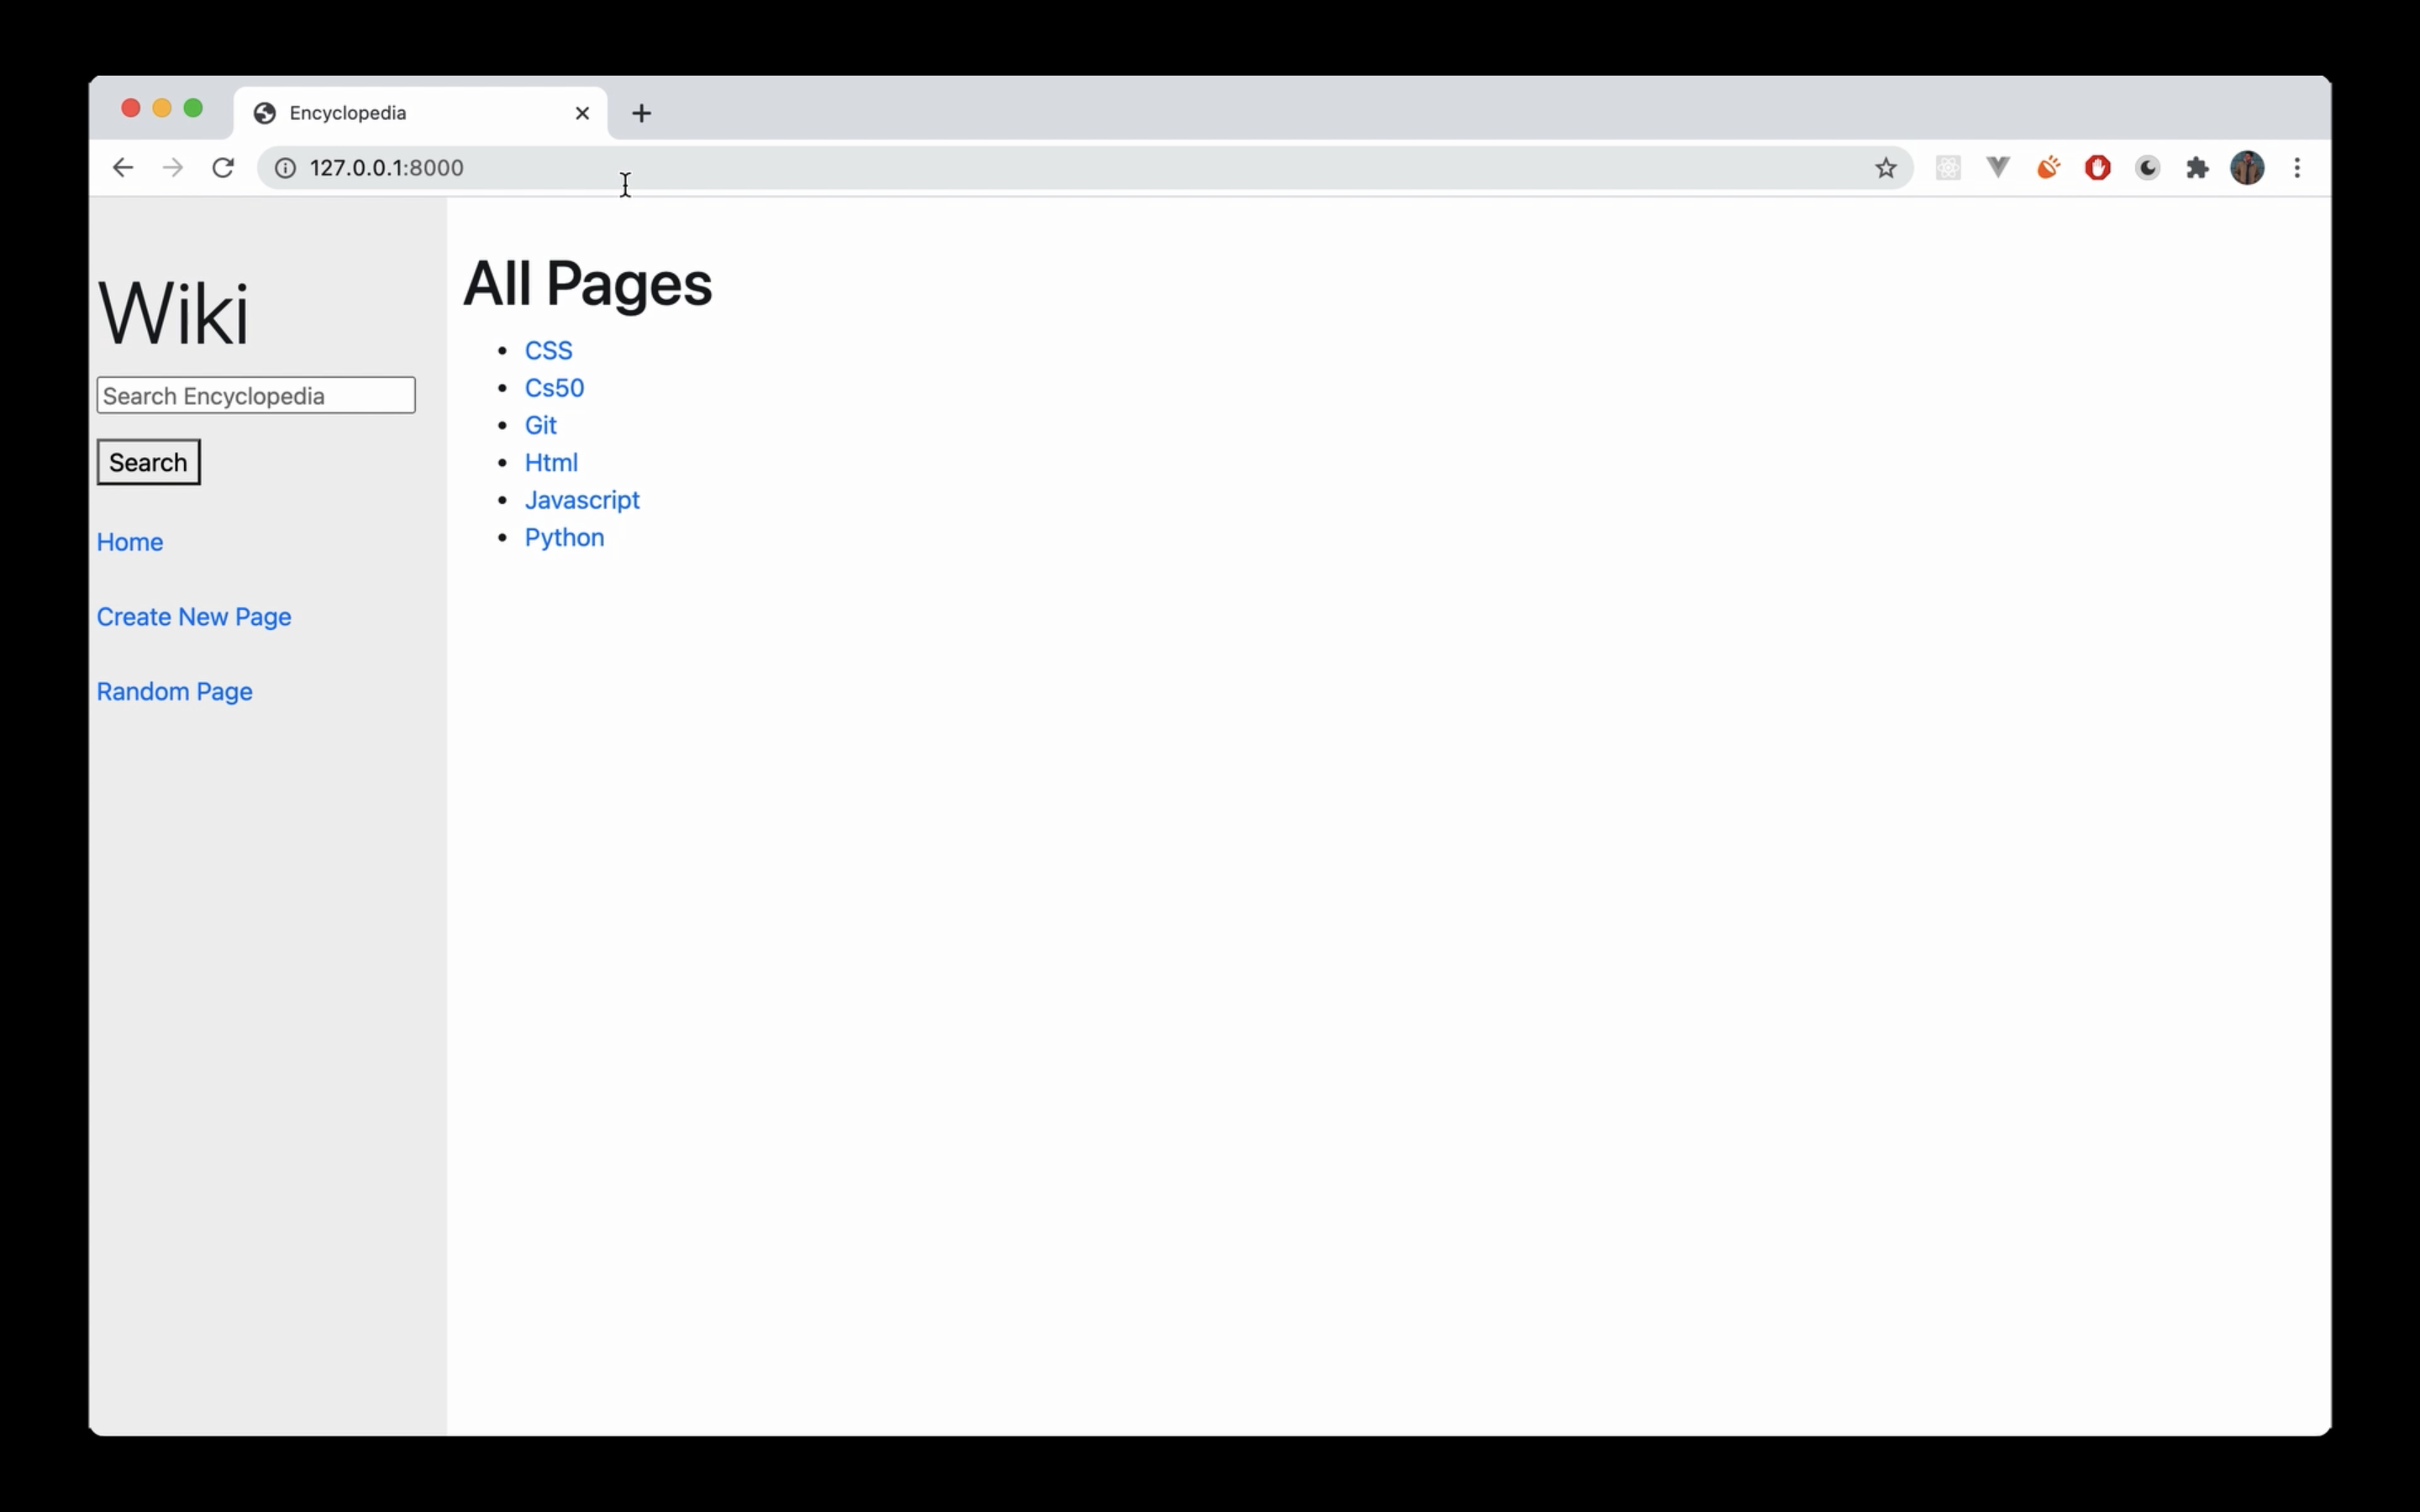 Encyclopedia
127.0.0.1:8000
Wiki
Search Encyclopedia
Search
Home
Create New Page
Random Page
All Pages
CSS
Cs50
Git
Html
Javascript
Python